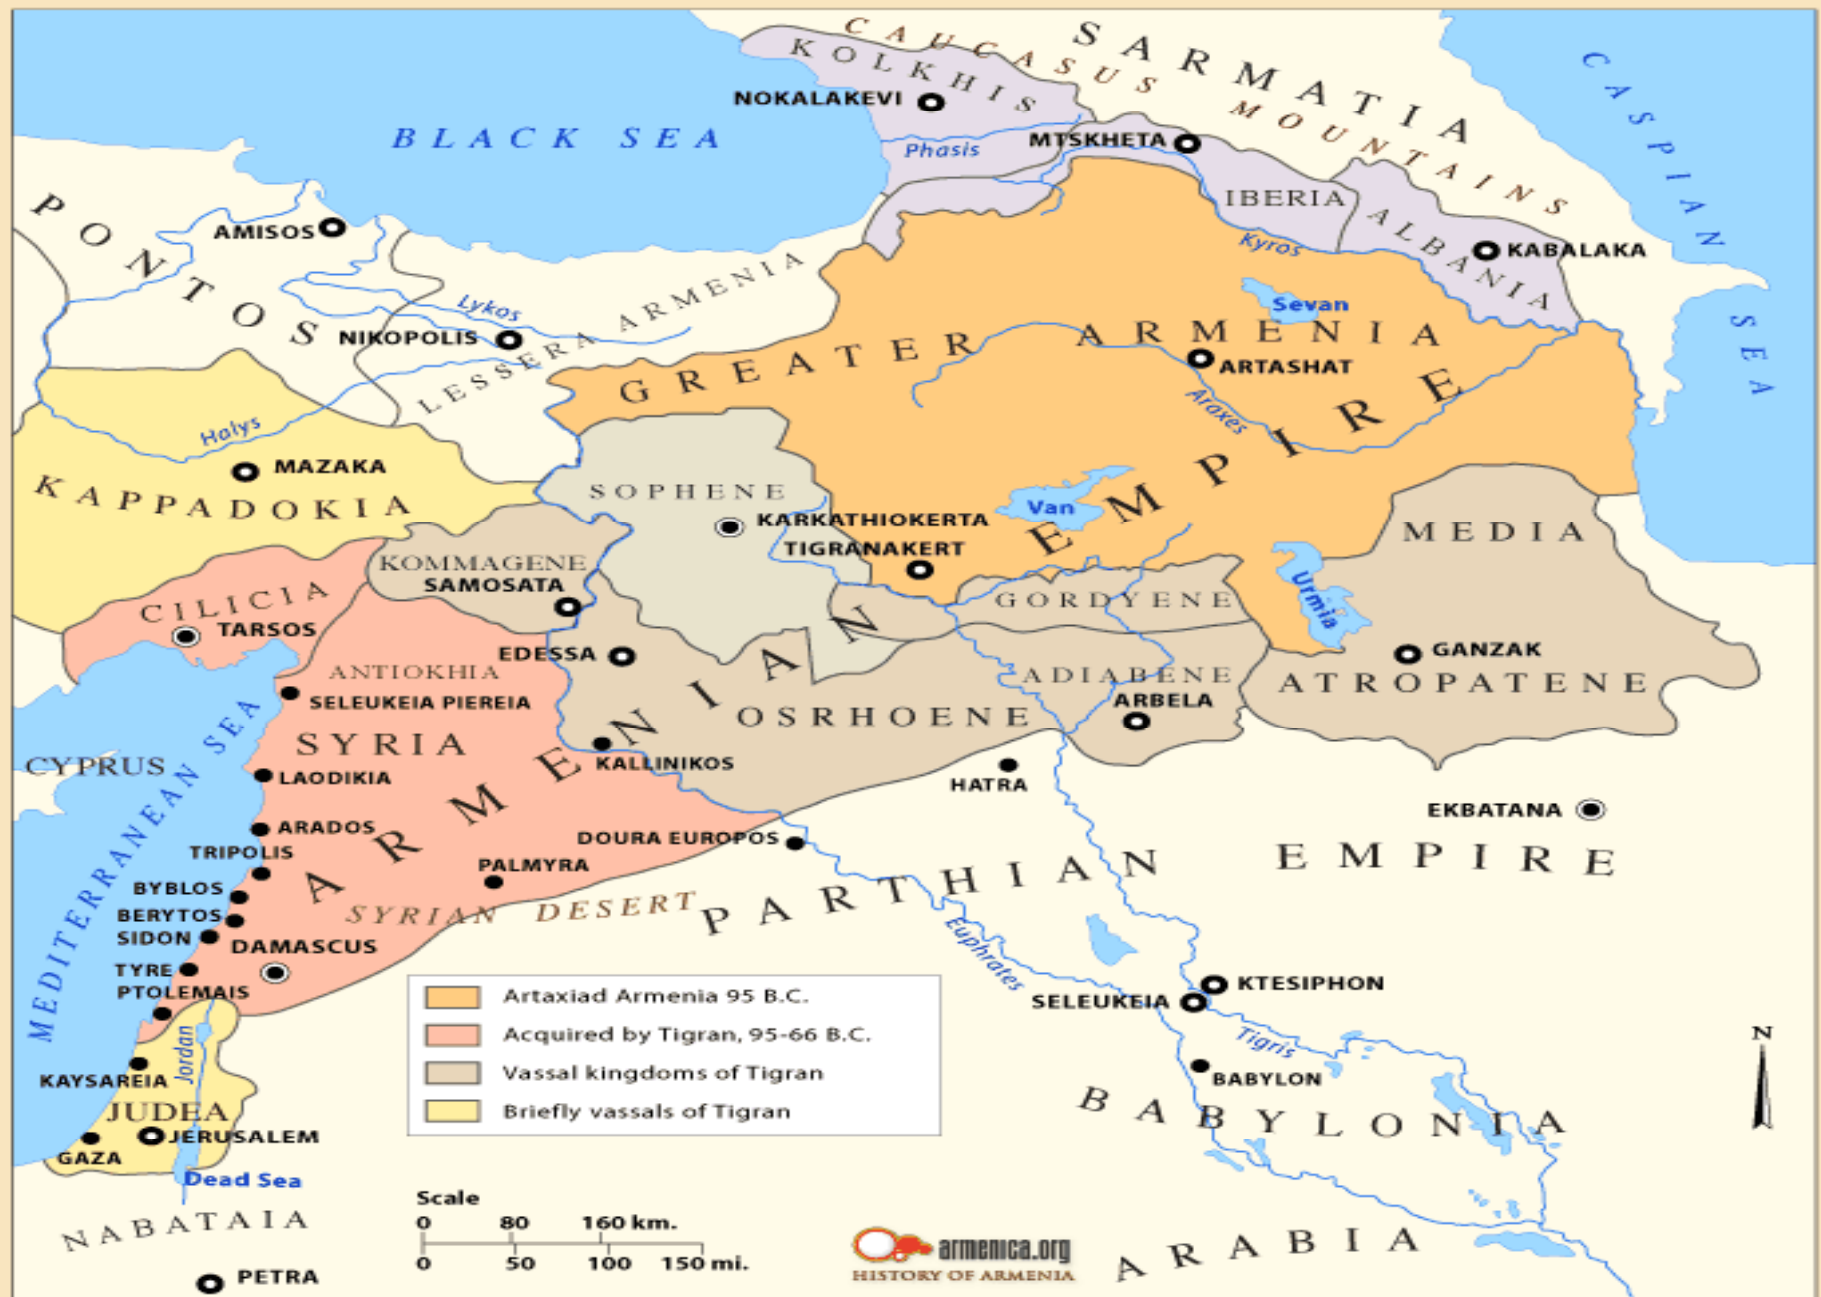 CAUCASUS MOUNTAINS
SARMATIA
KOLKHIS
NOKALAKEVI
CASPIAN SEA
BLACK SEA
Phasis
MTSKHETA
IBERIA
ALBANIA
KABALAKA
Kyros
PONTOS
AMISOS
Lykos
NIKOPOLIS
LESSERA ARMENIA
Sevan
GREATER ARMENIA
ARTASHAT
Araxes
Halys
MAZAKA
KAPPADOKIA
SOPHENE
KARKATHIOKERTA
TIGRANAKERT
Van
ARMENIAN EMPIRE
MEDIA
ATROPATENE
Urmia
GANZAK
KOMMAGENE
SAMOSATA
GORDYENE
CILICIA
TARSOS
EDESSA
ANTIOKHIA
SELEUKEIA PIEREIA
ADIABENE
ARBELA
OSRHOENE
SYRIA
CYPRUS
MEDITERRANEAN SEA
LAODIKIA
KALLINIKOS
HATRA
EKBATANA
ARADOS
TRIPOLIS
DOURA EUROPOS
PALMYRA
PARTHIAN EMPIRE
BYBLOS
BERYTOS
SIDON
DAMASCUS
SYRIAN DESERT
TYRE
PTOLEMAIS
Euphrates
KTESIPHON
SELEUKEIA
Tigris
BABYLON
BABYLONIA
Jordan
KAYSAREIA
JUDEA
JERUSALEM
GAZA
Dead Sea
NABATAIA
PETRA
ARABIA
Artaxiad Armenia 95 B.C.
Acquired by Tigran, 95-66 B.C.
Vassal kingdoms of Tigran
Briefly vassals of Tigran
N
Scale
0 80 160 km.
0 50 100 150 mi.
armenica.org
HISTORY OF ARMENIA